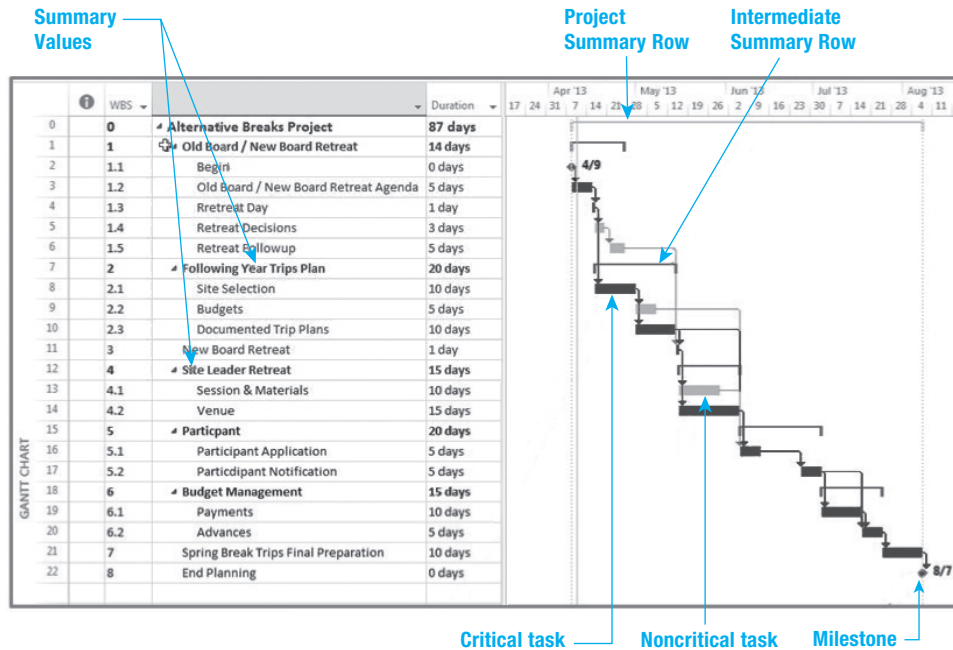 Summary
Values
Project
Summary Row
Intermediate
Summary Row
Apr '13 May '13 Jun '13 Jul '13 Aug '13
WBS Duration 17 24 31 7 14 21 28 5 12 19 26 2 9 16 23 30 7 14 21 28 4 11
0 0 Alternative Breaks Project 87 days
1 1 Old Board / New Board Retreat 14 days
2 1.1 Begin 0 days 4/9
3 1.2 Old Board / New Board Retreat Agenda 5 days
4 1.3 Rretreat Day 1 day
5 1.4 Retreat Decisions 3 days
6 1.5 Retreat Followup 5 days
7 2 Following Year Trips Plan 20 days
8 2.1 Site Selection 10 days
9 2.2 Budgets 5 days
10 2.3 Documented Trip Plans 10 days
11 3 New Board Retreat 1 day
12 4 Site Leader Retreat 15 days
13 4.1 Session & Materials 10 days
14 4.2 Venue 15 days
15 5 Particpant 20 days
16 5.1 Participant Application 5 days
17 5.2 Particdipant Notification 5 days
18 6 Budget Management 15 days
19 6.1 Payments 10 days
20 6.2 Advances 5 days
21 7 Spring Break Trips Final Preparation 10 days
22 8 End Planning 0 days 8/7
GANTT CHART
Critical task Noncritical task Milestone